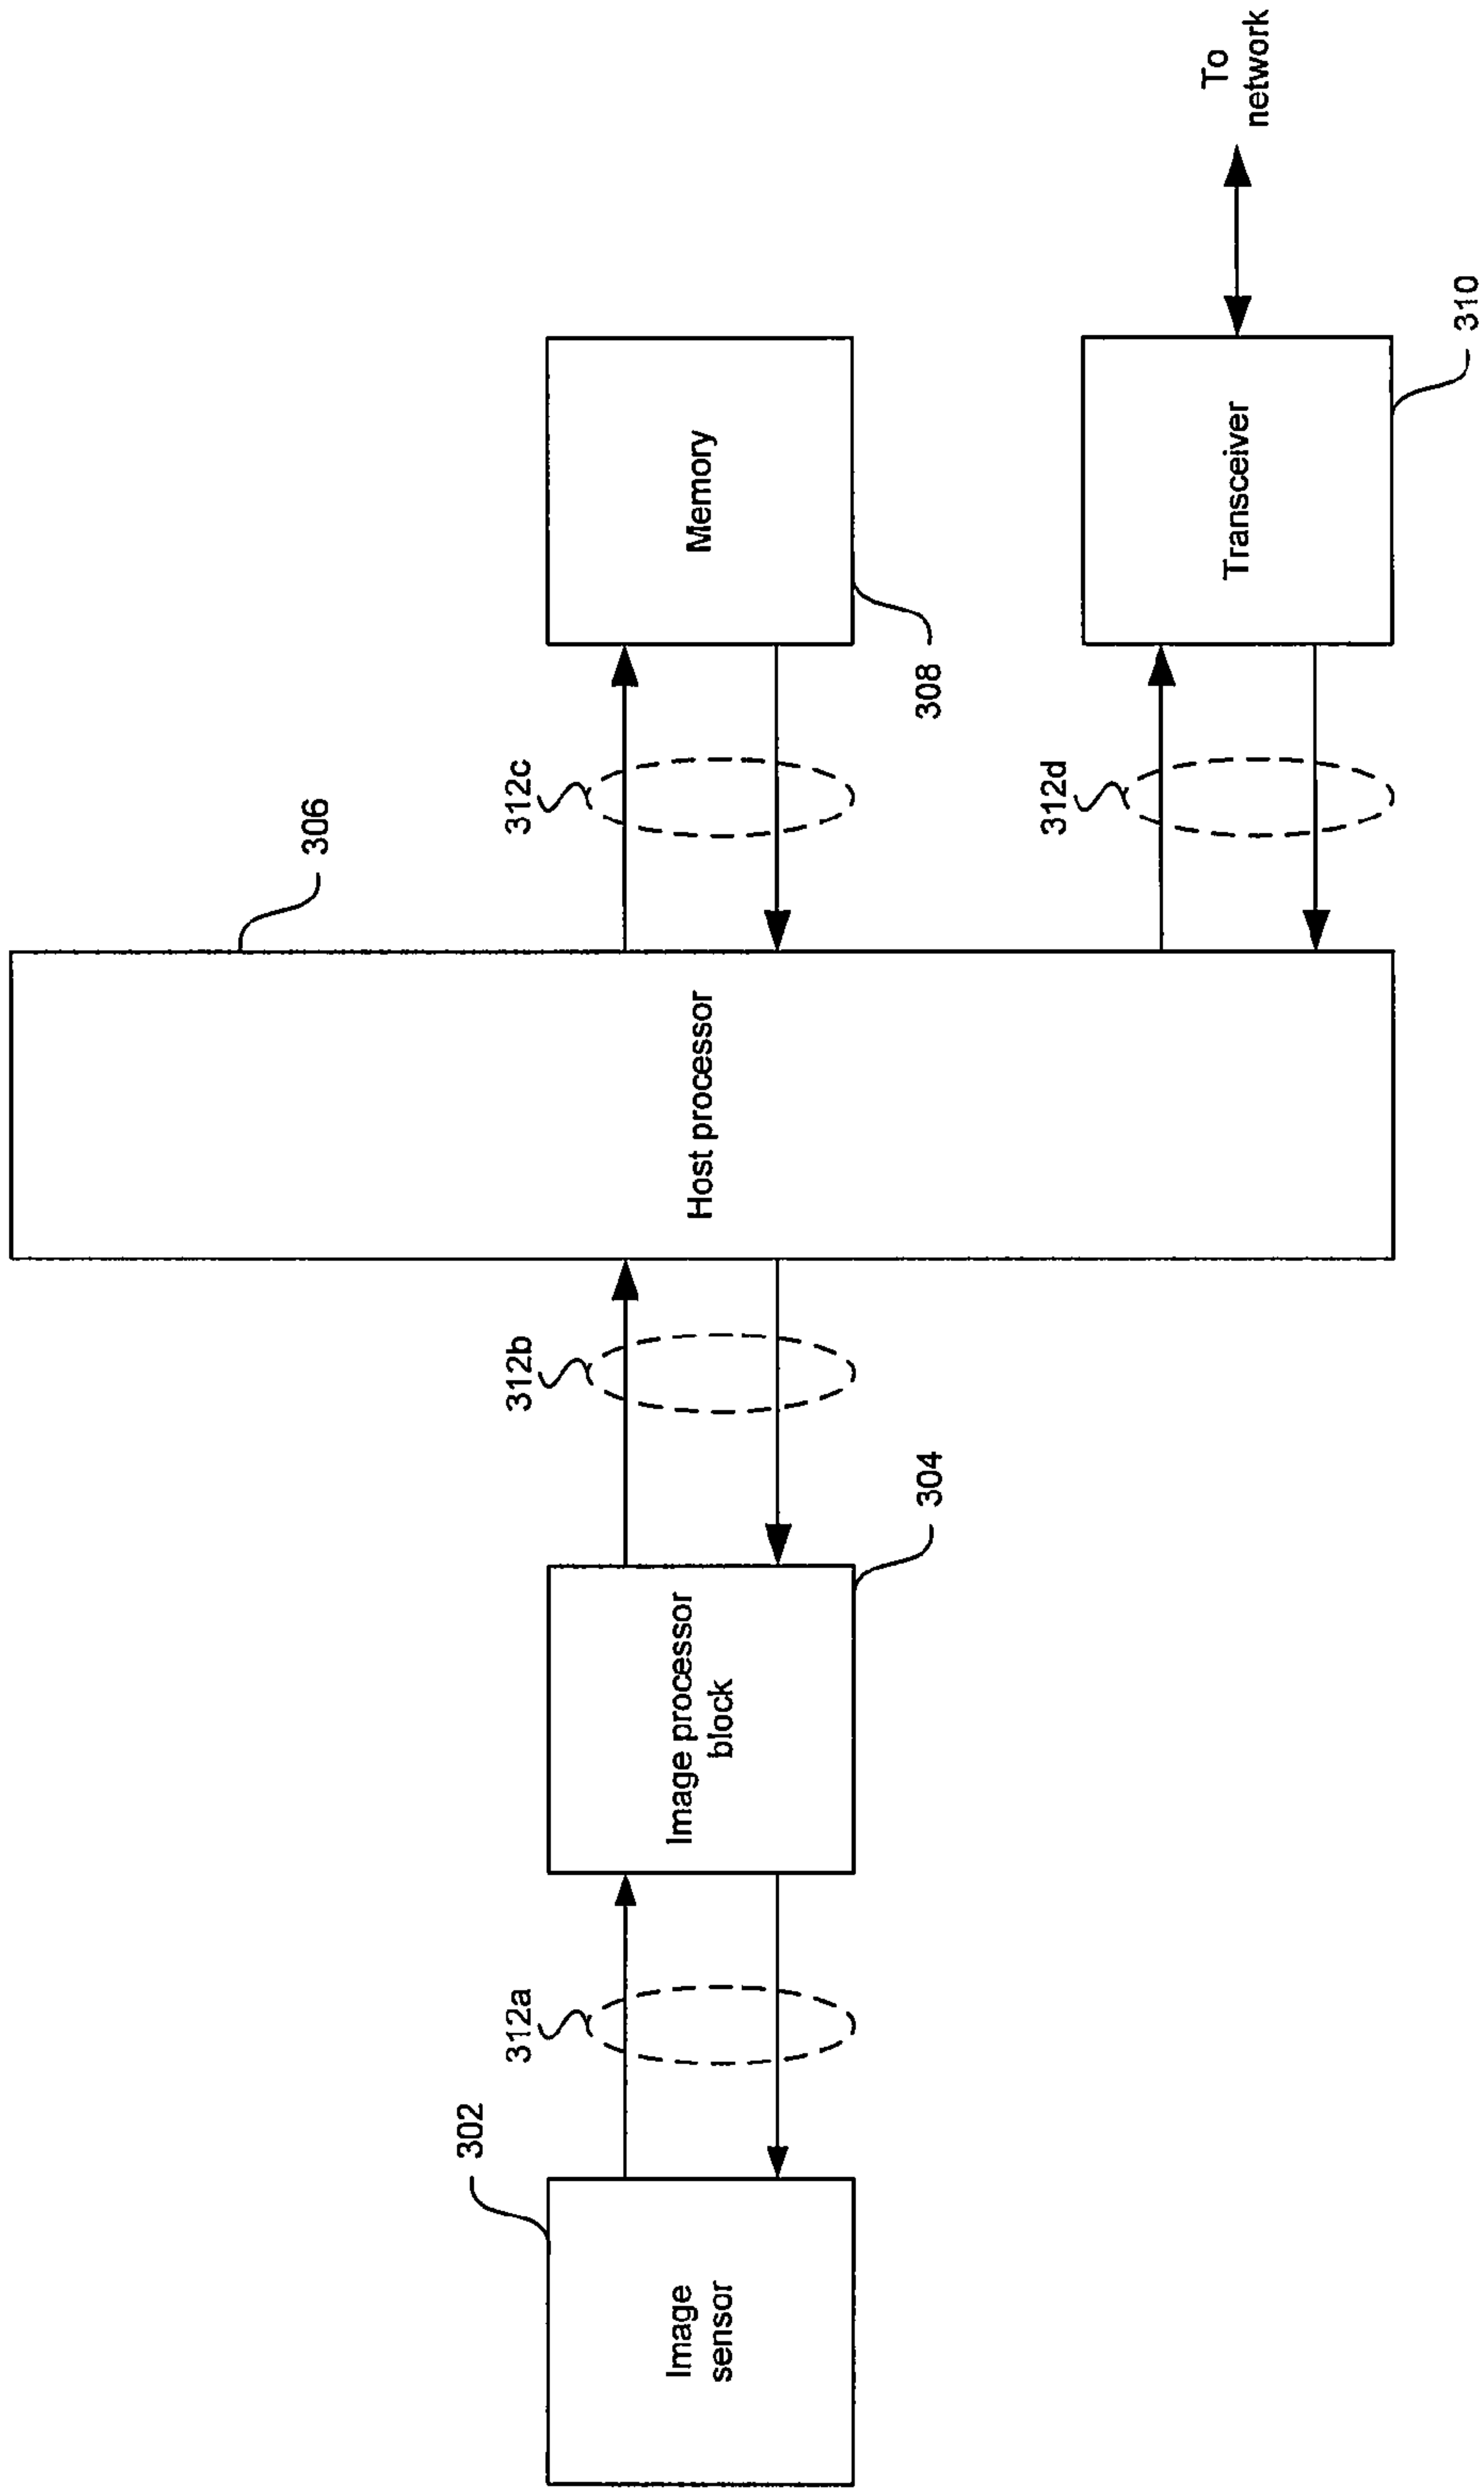 306
Host processor
302
Image
sensor
312a
Image processor
block
304
312b
312c
Memory
308
312d
Transceiver
310
To
network